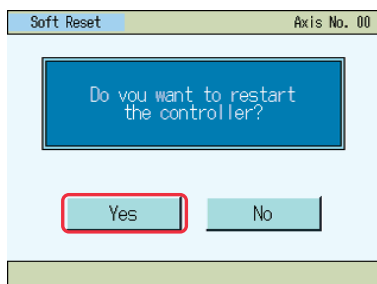 Soft Reset Axis No. 00
Do you want to restart
the controller?
Yes No